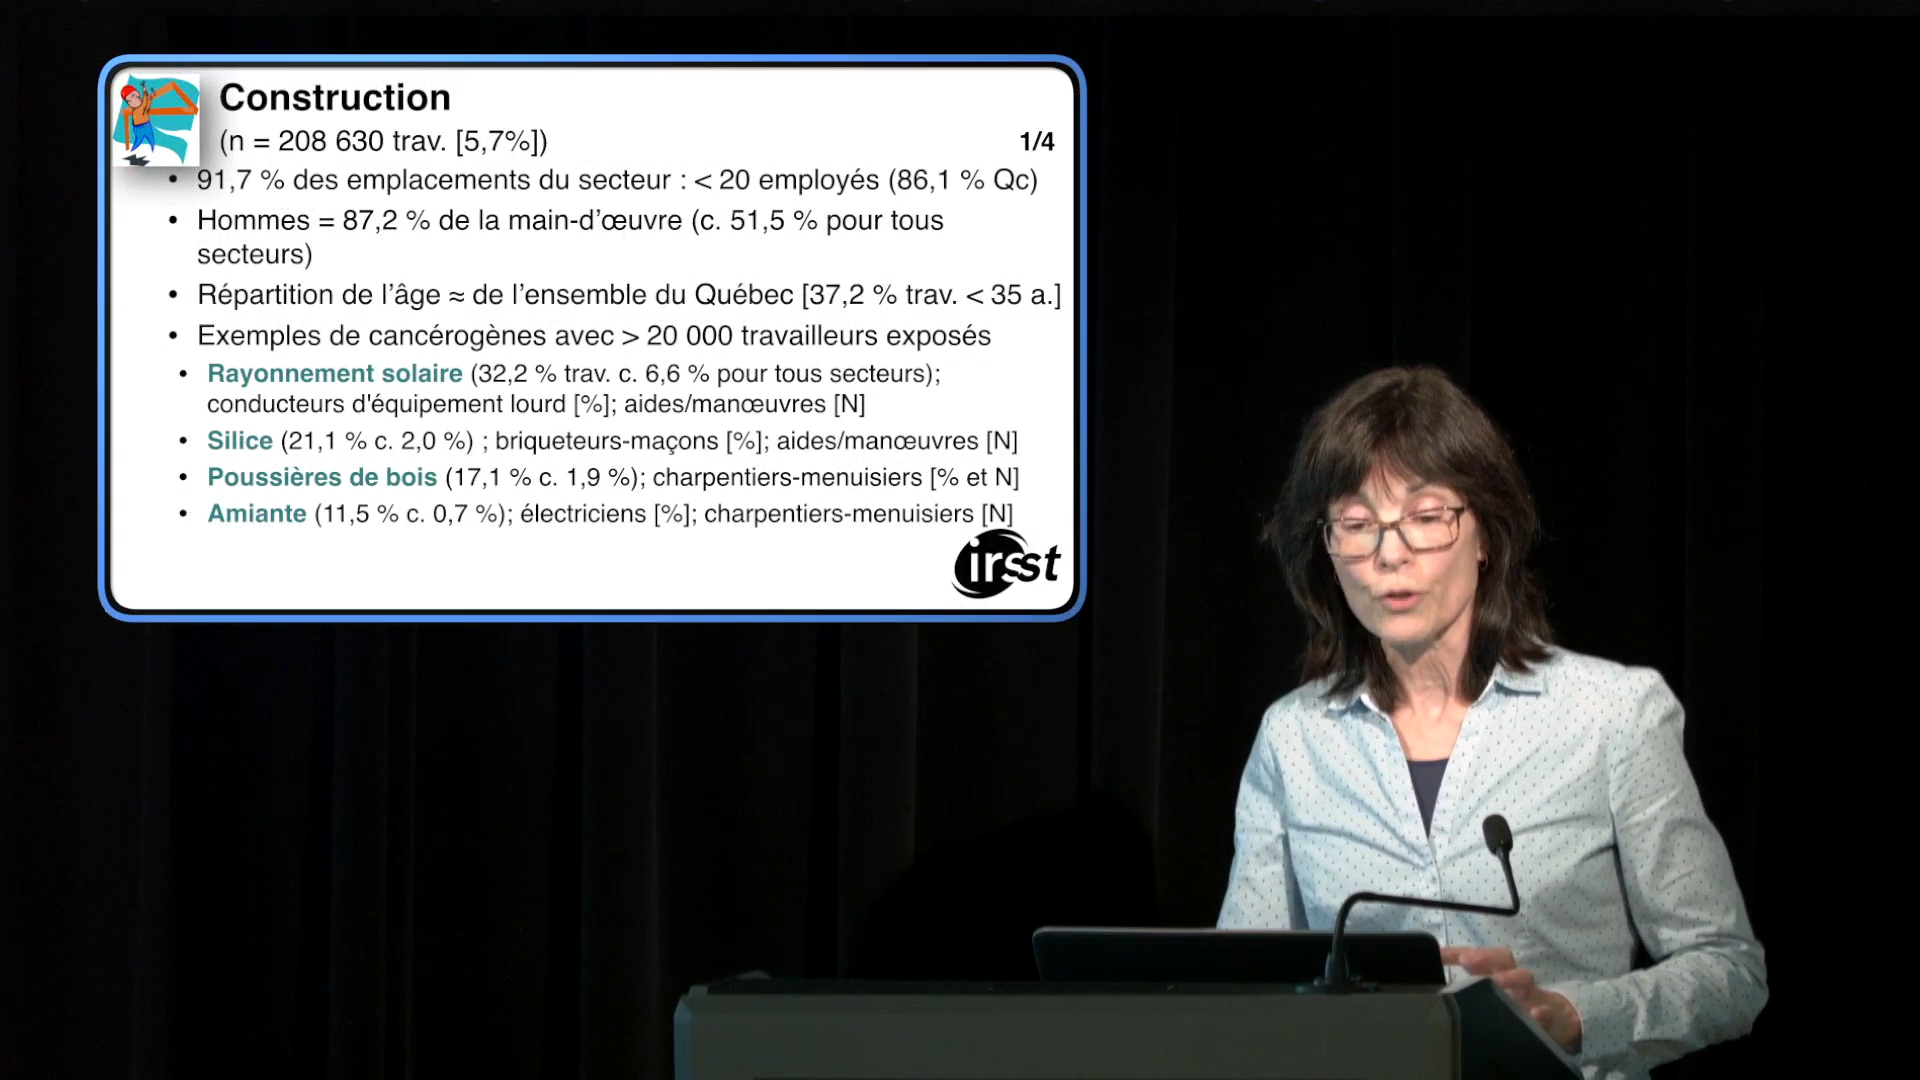 Construction
(n = 208 630 trav. [5,7%])
1/4
• 91,7 % des emplacements du secteur : < 20 employés (86,1 % Qc)
• Hommes = 87,2 % de la main-d’œuvre (c. 51,5 % pour tous
secteurs)
• Répartition de l’âge ≈ de l’ensemble du Québec [37,2 % trav. < 35 a.]
• Exemples de cancérogènes avec > 20 000 travailleurs exposés
• Rayonnement solaire (32,2 % trav. c. 6,6 % pour tous secteurs);
conducteurs d'équipement lourd [%]; aides/manœuvres [N]
• Silice (21,1 % c. 2,0 %) ; briqueteurs-maçons [%]; aides/manœuvres [N]
• Poussières de bois (17,1 % c. 1,9 %); charpentiers-menuisiers [% et N]
• Amiante (11,5 % c. 0,7 %); électriciens [%]; charpentiers-menuisiers [N]
irsst